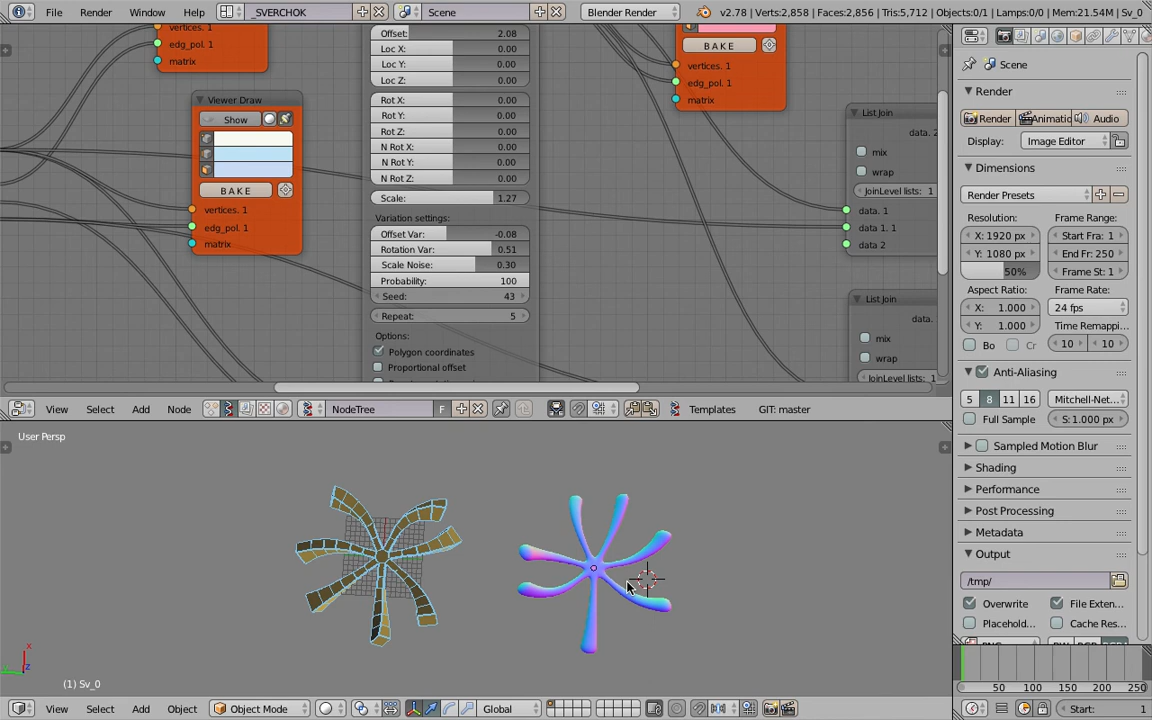 File Render Window Help _SVERCHOK Scene Blender Render v2.78 | Verts:2,858 | Faces:2,856 | Tris:5,712 | Objects:0/1 | Lamps:0/0 | Mem:21.54M | Sv_0
vertices. 1
edg_pol. 1
matrix
Viewer Draw
Show
BAKE
vertices. 1
edg_pol. 1
matrix
Offset: 2.08
Loc X: 0.00
Loc Y: 0.00
Loc Z: 0.00
Rot X: 0.00
Rot Y: 0.00
Rot Z: 0.00
N Rot X: 0.00
N Rot Y: 0.00
N Rot Z: 0.00
Scale: 1.27
Variation settings:
Offset Var: -0.08
Rotation Var: 0.51
Scale Noise: 0.30
Probability: 100
Seed: 43
Repeat: 5
Options:
Polygon coordinates
Proportional offset
BAKE
vertices. 1
edg_pol. 1
matrix
List Join
data. 2
mix
wrap
JoinLevel lists: 1
data. 1
data 1. 1
data 2
List Join
data.
mix
wrap
JoinLevel lists: 1
View Select Add Node NodeTree F Templates GIT: master
User Persp
(1) Sv_0
View Select Add Object Object Mode Global
Scene
Render
Render Animatic Audio
Display: Image Editor
Dimensions
Render Presets
Resolution: Frame Range:
X: 1920 px Start Fra: 1
Y: 1080 px End Fr: 250
50% Frame St: 1
Aspect Ratio: Frame Rate:
X: 1.000 24 fps
Y: 1.000 Time Remappi...
Bo Cr 10 10
Anti-Aliasing
5 8 11 16 Mitchell-Net...
Full Sample S: 1.000 px
Sampled Motion Blur
Shading
Performance
Post Processing
Metadata
Output
/tmp/
Overwrite File Exten...
Placehold... Cache Res...
50 100 150 200 250
Start: 1